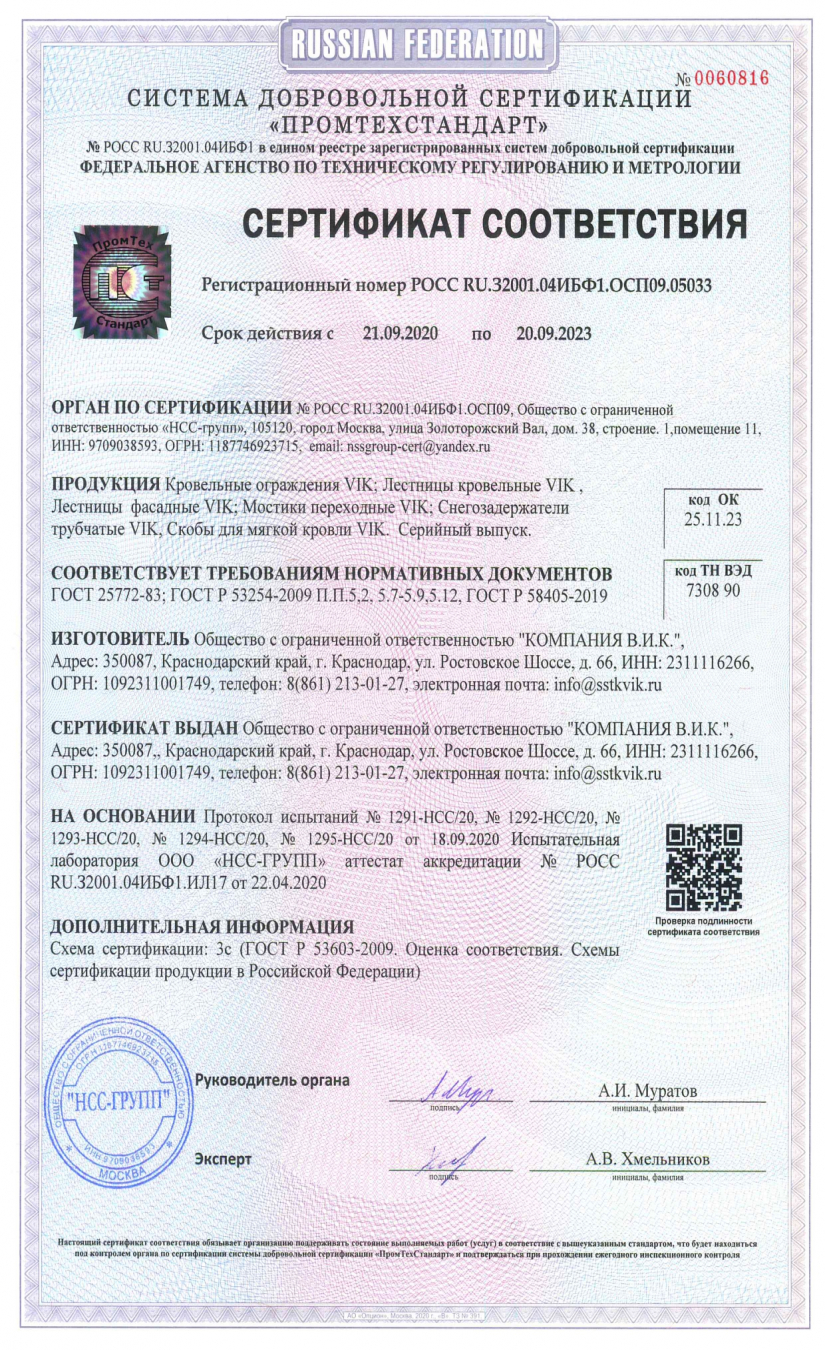 RUSSIAN FEDERATION
№ 0060816
СИСТЕМА ДОБРОВОЛЬНОЙ СЕРТИФИКАЦИИ
«ПРОМТЕХСТАНДАРТ»
№ РОСС RU.32001.04ИБФ1 в едином реестре зарегистрированных систем добровольной сертификации
ФЕДЕРАЛЬНОЕ АГЕНСТВО ПО ТЕХНИЧЕСКОМУ РЕГУЛИРОВАНИЮ И МЕТРОЛОГИИ
СЕРТИФИКАТ СООТВЕТСТВИЯ
ПромТех
Стандарт
Регистрационный номер РОСС RU.32001.04ИБФ1.ОСП09.05033
Срок действия с 21.09.2020 по 20.09.2023
ОРГАН ПО СЕРТИФИКАЦИИ № РОСС RU.32001.04ИБФ1.ОСП09, Общество с ограниченной
ответственностью «НСС-групп», 105120, город Москва, улица Золоторожский Вал, дом. 38, строение. 1,помещение 11,
ИНН: 9709038593, ОГРН: 1187746923715, email: nssgroup-cert@yandex.ru
ПРОДУКЦИЯ Кровельные ограждения VIK; Лестницы кровельные VIK ,
Лестницы фасадные VIK; Мостики переходные VIK; Снегозадержатели
трубчатые VIK, Скобы для мягкой кровли VIK. Серийный выпуск.
код ОК
25.11.23
СООТВЕТСТВУЕТ ТРЕБОВАНИЯМ НОРМАТИВНЫХ ДОКУМЕНТОВ
ГОСТ 25772-83; ГОСТ Р 53254-2009 П.П.5,2, 5.7-5.9,5.12, ГОСТ Р 58405-2019
код ТН ВЭД
7308 90
ИЗГОТОВИТЕЛЬ Общество с ограниченной ответственностью "КОМПАНИЯ В.И.К.",
Адрес: 350087, Краснодарский край, г. Краснодар, ул. Ростовское Шоссе, д. 66, ИНН: 2311116266,
ОГРН: 1092311001749, телефон: 8(861) 213-01-27, электронная почта: info@sstkvik.ru
СЕРТИФИКАТ ВЫДАН Общество с ограниченной ответственностью "КОМПАНИЯ В.И.К.",
Адрес: 350087,, Краснодарский край, г. Краснодар, ул. Ростовское Шоссе, д. 66, ИНН: 2311116266,
ОГРН: 1092311001749, телефон: 8(861) 213-01-27, электронная почта: info@sstkvik.ru
НА ОСНОВАНИИ Протокол испытаний № 1291-НСС/20, № 1292-НСС/20, №
1293-НСС/20, № 1294-НСС/20, № 1295-НСС/20 от 18.09.2020 Испытательная
лаборатория ООО «НСС-ГРУПП» аттестат аккредитации № РОСС
RU.32001.04ИБФ1.ИЛ17 от 22.04.2020
Проверка подлинности
сертификата соответствия
ДОПОЛНИТЕЛЬНАЯ ИНФОРМАЦИЯ
Схема сертификации: 3с (ГОСТ Р 53603-2009. Оценка соответствия. Схемы
сертификации продукции в Российской Федерации)
ОБЩЕСТВО С ОГРАНИЧЕННОЙ ОТВЕТСТВЕННОСТЬЮ
ОГРН 1187746923715
"НСС-ГРУПП"
ИНН 9709038593
* МОСКВА *
Руководитель органа
подпись
А.И. Муратов
инициалы, фамилия
Эксперт
подпись
А.В. Хмельников
инициалы, фамилия
Настоящий сертификат соответствия обязывает организацию поддерживать состояние выполняемых работ (услуг) в соответствие с вышеуказанным стандартом, что будет находиться
под контролем органа по сертификации системы добровольной сертификации «ПромТехСтандарт» и подтверждаться при прохождении ежегодного инспекционного контроля
АО «Опцион», Москва, 2020 г., «В». ТЗ № 391.